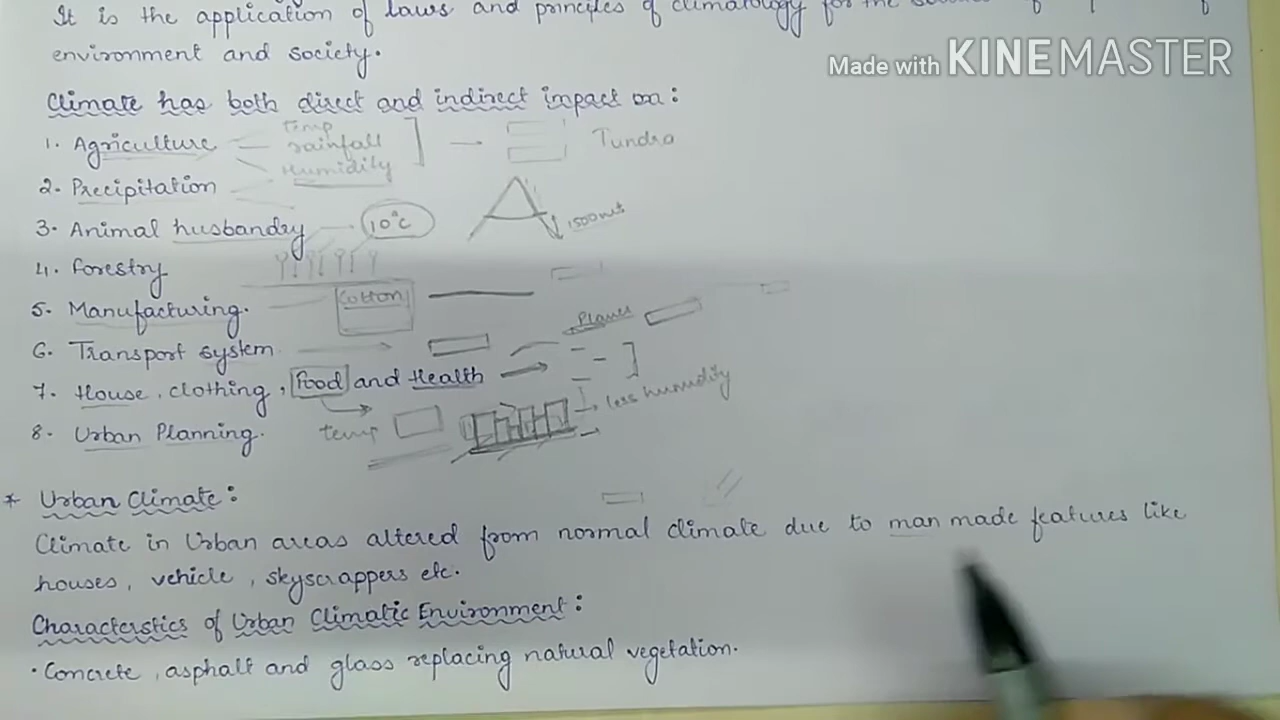 It is the application of laws and principles of climatology for the
environment and society.
Made with KINEMASTER
Climate has both direct and indirect impact on:
1. Agriculture
temp
rainfall
Humidity
Tundra
2. Precipitation
3. Animal husbandry
10°C
1500mt
4. Forestry
5. Manufacturing.
Cotton
6. Transport system
Planes
7. House, clothing, Food and Health
less humidity
8. Urban Planning.
temp
* Urban Climate:
Climate in Urban areas altered from normal climate due to man made features like
houses, vehicle, skyscrappers etc.
Characterstics of Urban Climatic Environment:
• Concrete, asphalt and glass replacing natural vegetation.